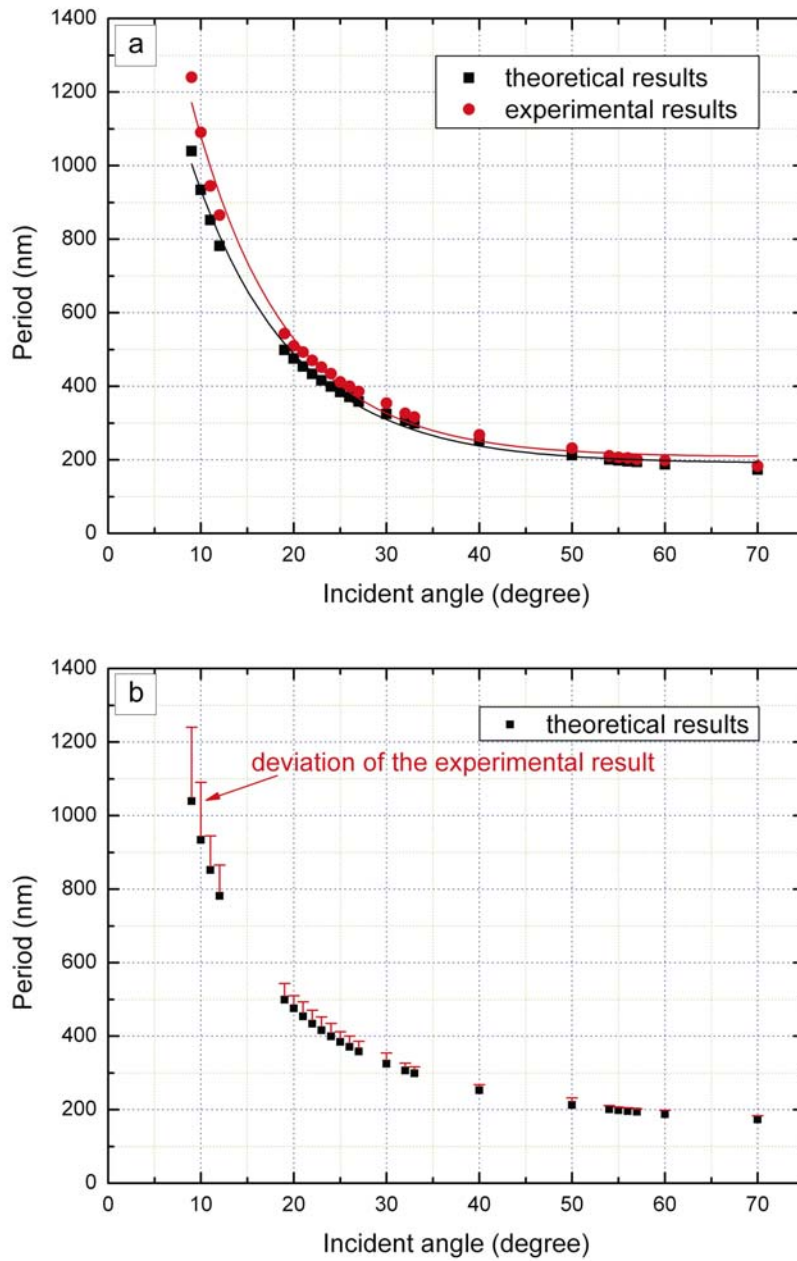 a
theoretical results
experimental results
1400
1200
1000
800
600
400
200
0
Period (nm)
0 10 20 30 40 50 60 70
Incident angle (degree)
b
theoretical results
deviation of the experimental result
1400
1200
1000
800
600
400
200
0
Period (nm)
0 10 20 30 40 50 60 70
Incident angle (degree)